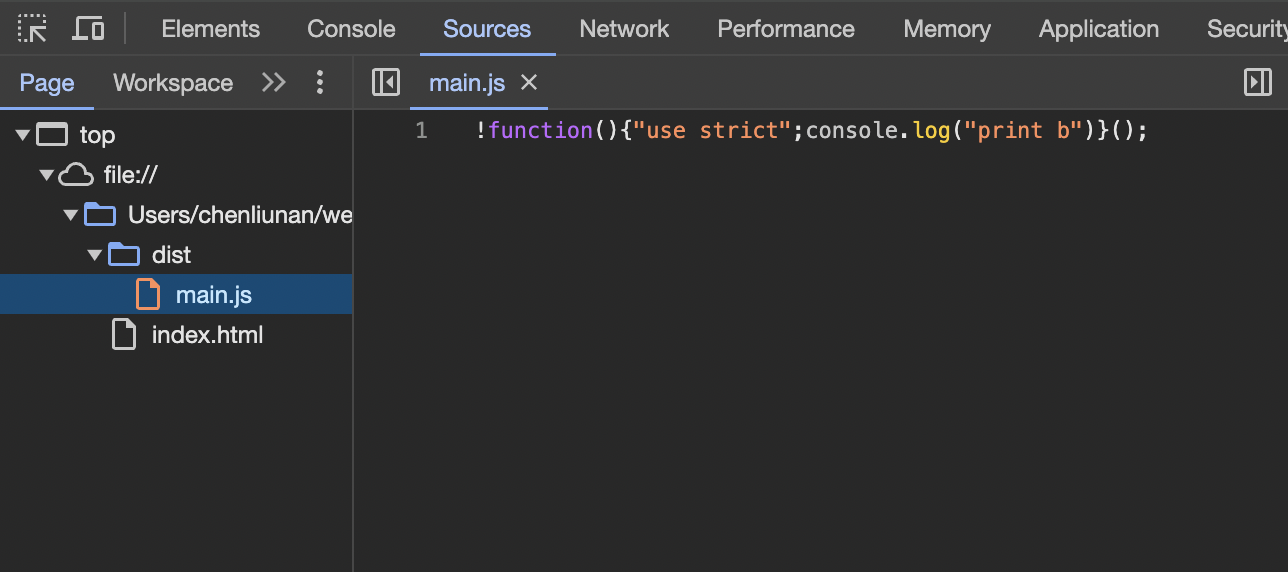 Elements Console Sources Network Performance Memory Application Security
Page Workspace main.js
top
file://
Users/chenliunan/we
dist
main.js
index.html
1 !function(){"use strict";console.log("print b")}();